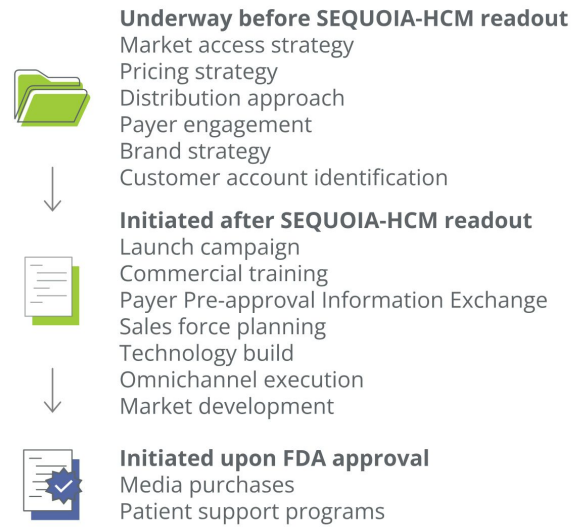 Underway before SEQUOIA-HCM readout
Market access strategy
Pricing strategy
Distribution approach
Payer engagement
Brand strategy
Customer account identification
Initiated after SEQUOIA-HCM readout
Launch campaign
Commercial training
Payer Pre-approval Information Exchange
Sales force planning
Technology build
Omnichannel execution
Market development
Initiated upon FDA approval
Media purchases
Patient support programs